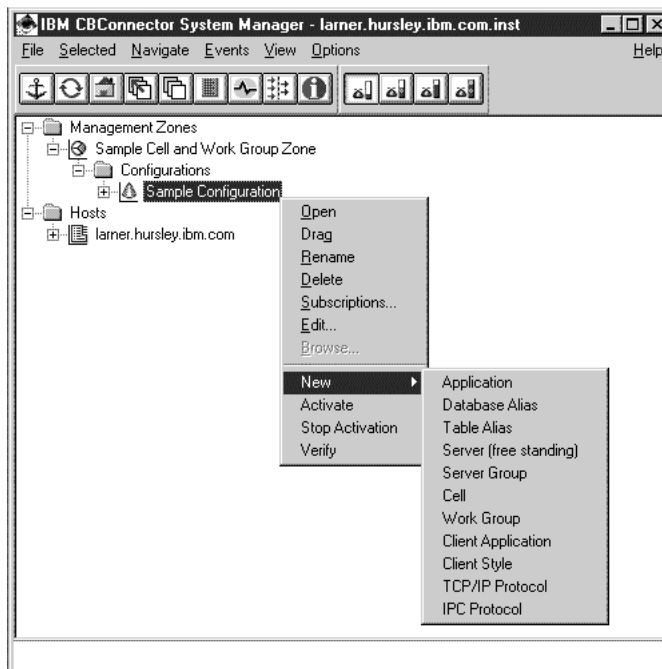 IBM CBConnector System Manager - larner.hursley.ibm.com.inst
File Selected Navigate Events View Options Help
Management Zones
Sample Cell and Work Group Zone
Configurations
Sample Configuration
Hosts
larner.hursley.ibm.com
Open
Drag
Rename
Delete
Subscriptions...
Edit...
Browse...
New
Activate
Stop Activation
Verify
Application
Database Alias
Table Alias
Server (free standing)
Server Group
Cell
Work Group
Client Application
Client Style
TCP/IP Protocol
IPC Protocol